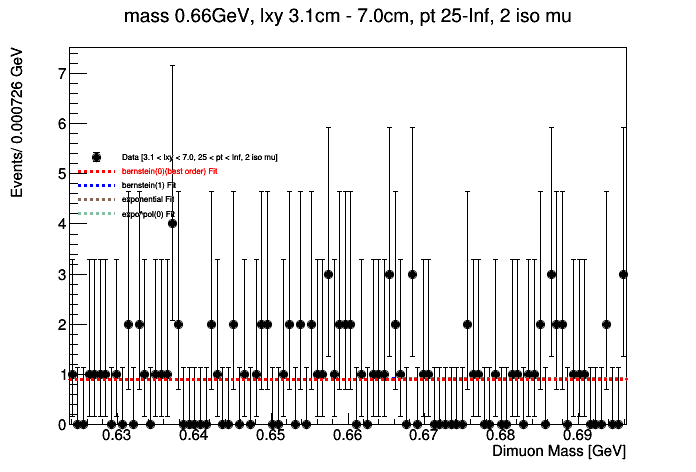 mass 0.66GeV, lxy 3.1cm - 7.0cm, pt 25-Inf, 2 iso mu
Events/ 0.000726 GeV
7
6
5
4
3
2
1
0
Data [3.1 < lxy < 7.0, 25 < pt < Inf, 2 iso mu]
bernstein(0)(best order) Fit
bernstein(1) Fit
exponential Fit
expo*pol(0) Fit
0.63 0.64 0.65 0.66 0.67 0.68 0.69
Dimuon Mass [GeV]